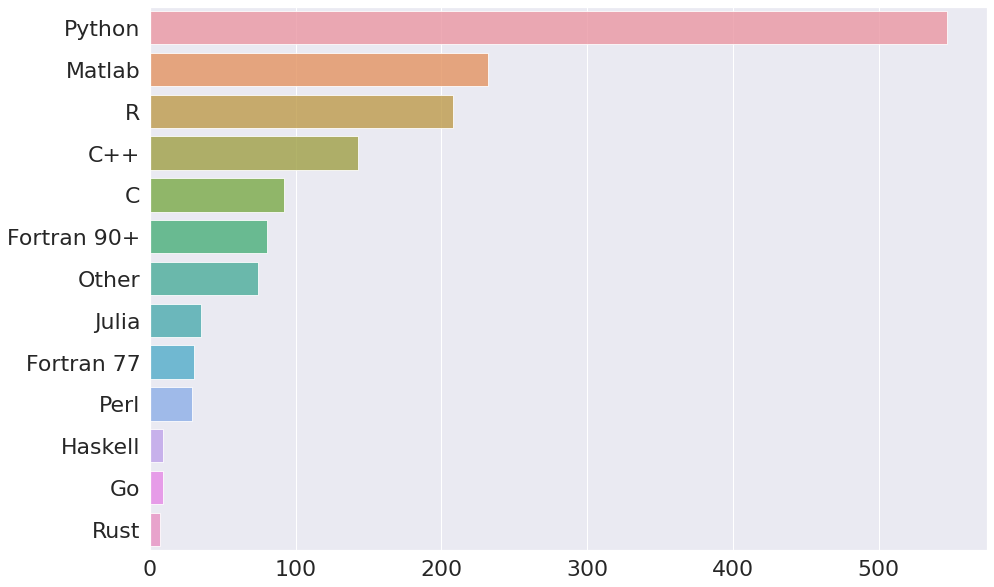 Python
Matlab
R
C++
C
Fortran 90+
Other
Julia
Fortran 77
Perl
Haskell
Go
Rust
0 100 200 300 400 500